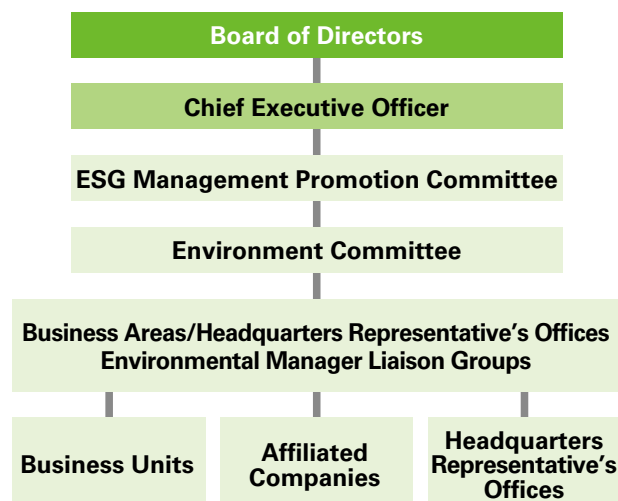 Board of Directors
Chief Executive Officer
ESG Management Promotion Committee
Environment Committee
Business Areas/Headquarters Representative's Offices
Environmental Manager Liaison Groups
Business Units
Affiliated
Companies
Headquarters
Representative's
Offices